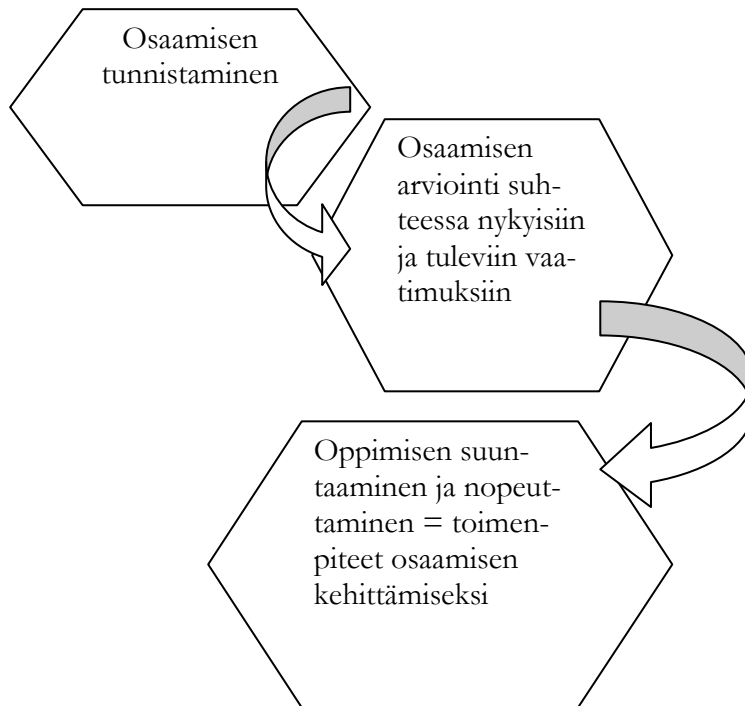 Osaamisen
tunnistaminen
Osaamisen
arviointi suh-
teessa nykyisiin
ja tuleviin vaa-
timuksiin
Oppimisen suun-
taaminen ja nopeut-
taminen = toimen-
piteet osaamisen
kehittämiseksi